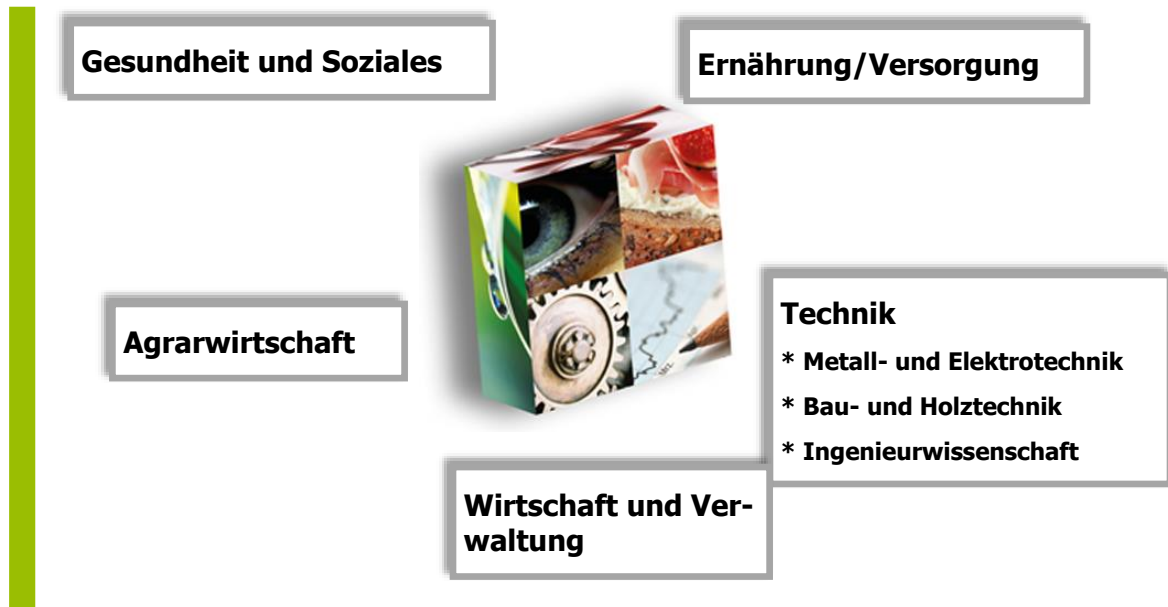 Gesundheit und Soziales
Ernährung/Versorgung
Agrarwirtschaft
Technik
* Metall- und Elektrotechnik
* Bau- und Holztechnik
* Ingenieurwissenschaft
Wirtschaft und Ver-
waltung